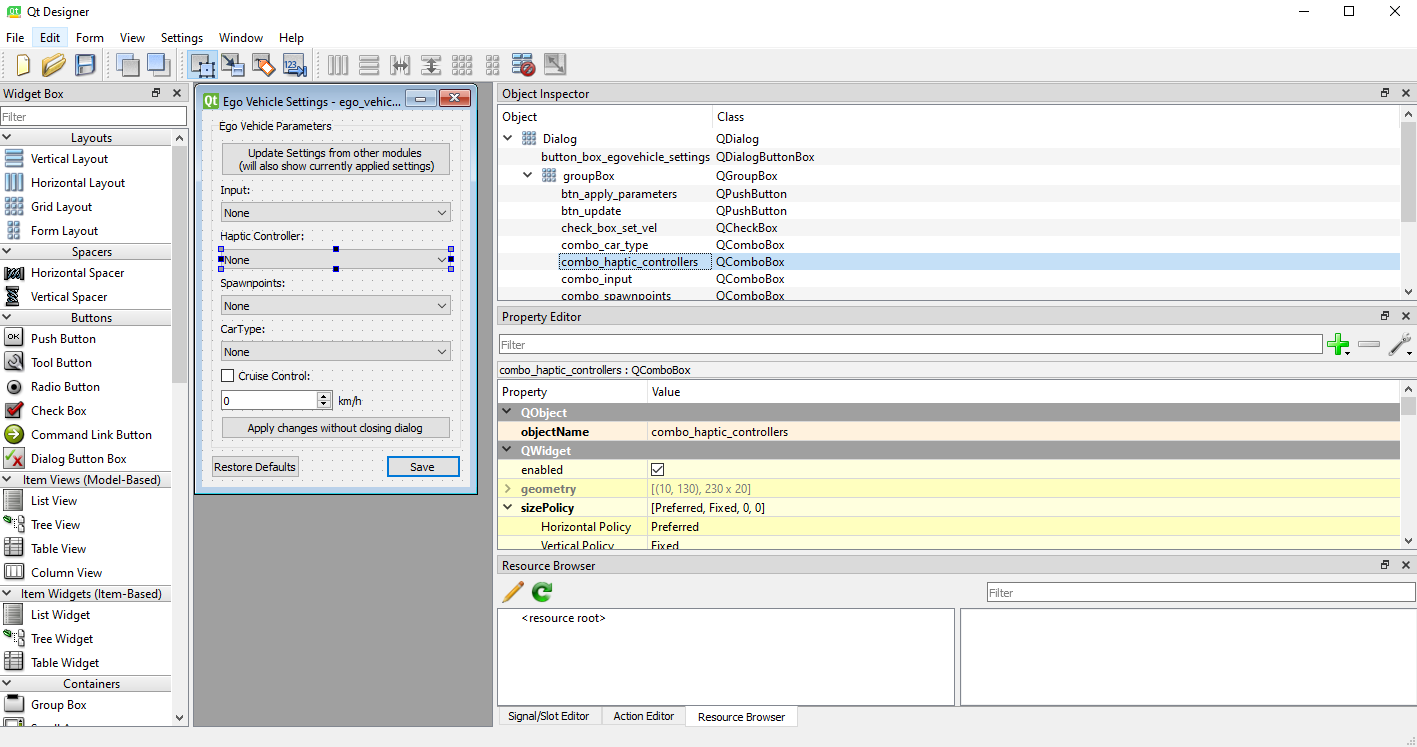 Qt Designer
File Edit Form View Settings Window Help
Widget Box
Filter
Layouts
Vertical Layout
Horizontal Layout
Grid Layout
Form Layout
Spacers
Horizontal Spacer
Vertical Spacer
Buttons
Push Button
Tool Button
Radio Button
Check Box
Command Link Button
Dialog Button Box
Item Views (Model-Based)
List View
Tree View
Table View
Column View
Item Widgets (Item-Based)
List Widget
Tree Widget
Table Widget
Containers
Group Box
Qt Ego Vehicle Settings - ego_vehic...
Ego Vehicle Parameters
Update Settings from other modules
(will also show currently applied settings)
Input:
None
Haptic Controller:
None
Spawnpoints:
None
CarType:
None
Cruise Control:
0 km/h
Apply changes without closing dialog
Restore Defaults Save
Object Inspector
Object Class
Dialog QDialog
button_box_egovehicle_settings QDialogButtonBox
groupBox QGroupBox
btn_apply_parameters QPushButton
btn_update QPushButton
check_box_set_vel QCheckBox
combo_car_type QComboBox
combo_haptic_controllers QComboBox
combo_input QComboBox
combo_spawnpoints QComboBox
Property Editor
Filter
combo_haptic_controllers : QComboBox
Property Value
QObject
objectName combo_haptic_controllers
QWidget
enabled
geometry [(10, 130), 230 x 20]
sizePolicy [Preferred, Fixed, 0, 0]
Horizontal Policy Preferred
Vertical Policy Fixed
Resource Browser
Filter
<resource root>
Signal/Slot Editor Action Editor Resource Browser